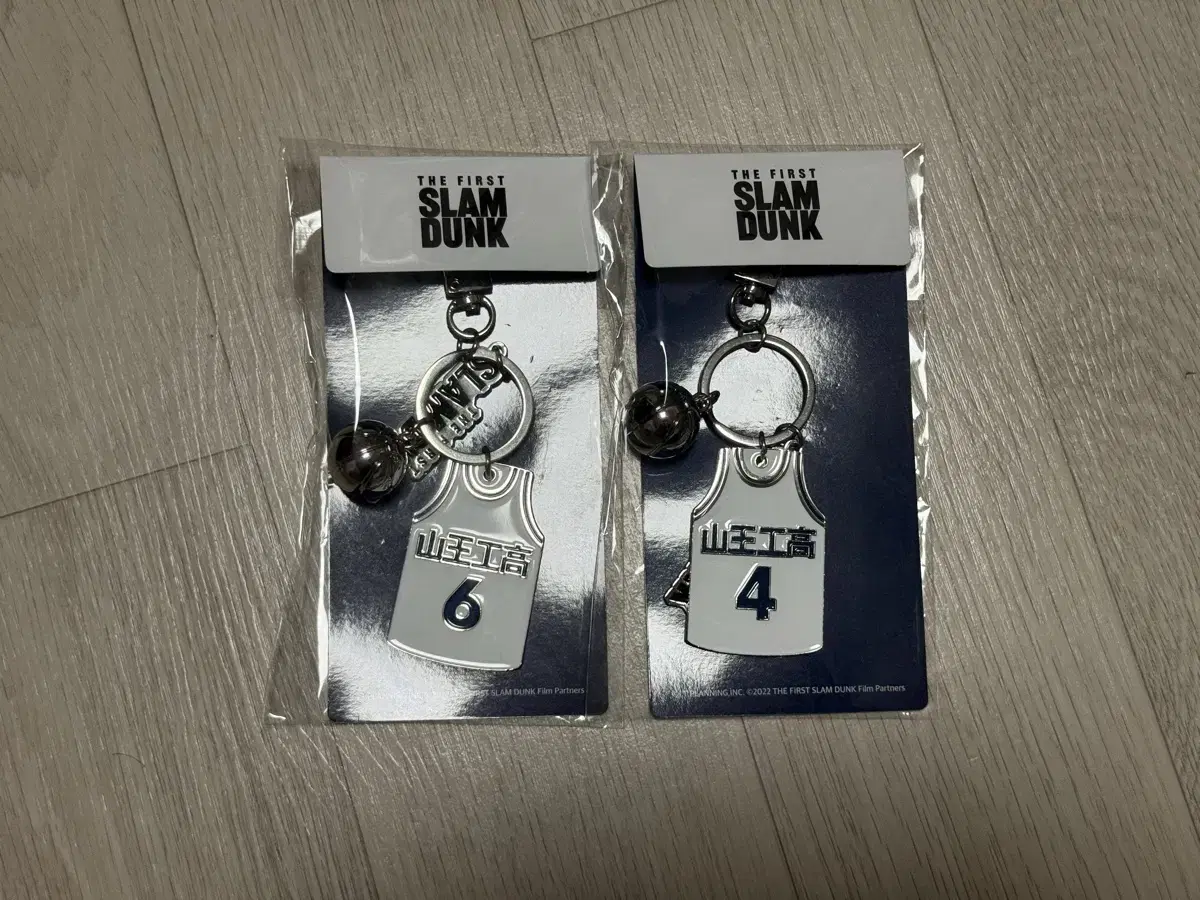 THE FIRST
SLAM
DUNK
SLAM
山王工高
6
FIRST SLAM DUNK Film Partners
THE FIRST
SLAM
DUNK
山王工高
4
PLANNING,INC. ©2022 THE FIRST SLAM DUNK Film Partners